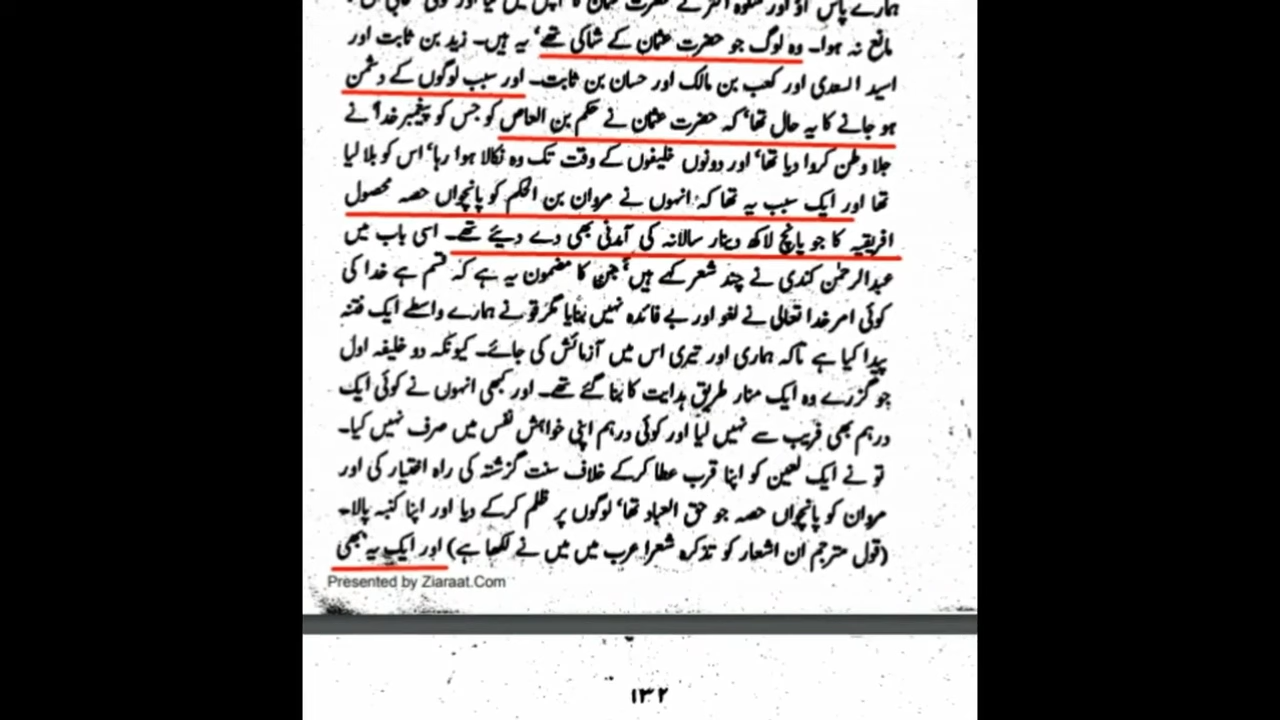 ہمارے پاس آؤ اور
مانع نہ ہوا۔ وہ لوگ جو حضرت عثمان کے شاکی تھے' یہ ہیں۔ زید بن ثابت اور
اسید الساعدی اور کعب بن مالک اور حسان بن ثابت۔ اور سبب لوگوں کے دشمن
ہو جانے کا یہ حال تھا' کہ حضرت عثمان نے حکم بن العاص کو جس کو پیغمبر خدا نے
جلا وطن کروا دیا تھا' اور دونوں خلیفوں کے وقت تک وہ نکالا ہوا رہا' اس کو بلا لیا
تھا اور ایک سبب یہ تھا کہ انہوں نے مروان بن الحکم کو پانچواں حصہ محصول
افریقیہ کا جو پانچ لاکھ دینار سالانہ کی آمدنی بھی دے دیئے تھے۔ اسی باب میں
عبدالرحمٰن کندی نے چند شعر کہے ہیں' جن کا مضمون یہ ہے کہ قسم ہے خدا کی
کوئی امر خدا تعالی نے لغو اور بے فائدہ نہیں بنایا مگر تو نے ہمارے واسطے ایک فتنہ
پیدا کیا ہے تاکہ ہماری اور تیری اس میں آزمائش کی جائے۔ کیونکہ دو خلیفہ اول
جو گزرے وہ ایک منار طریق ہدایت کا بنا گئے تھے۔ اور کبھی انہوں نے کوئی ایک
درہم بھی فریب سے نہیں لیا اور کوئی درہم اپنی خواہش نفس میں صرف نہیں کیا۔
تو نے ایک لعین کو اپنا قرب عطا کرکے خلاف سنت گزشتہ کی راہ اختیار کی اور
مروان کو پانچواں حصہ جو حق العباد تھا' لوگوں پر ظلم کرکے دیا اور اپنا کنبہ پالا۔
(قول مترجم ان اشعار کو تذکرہ شعرا عرب میں میں نے لکھا ہے) اور ایک یہ بھی
Presented by Ziaraat.Com
۱۳۲